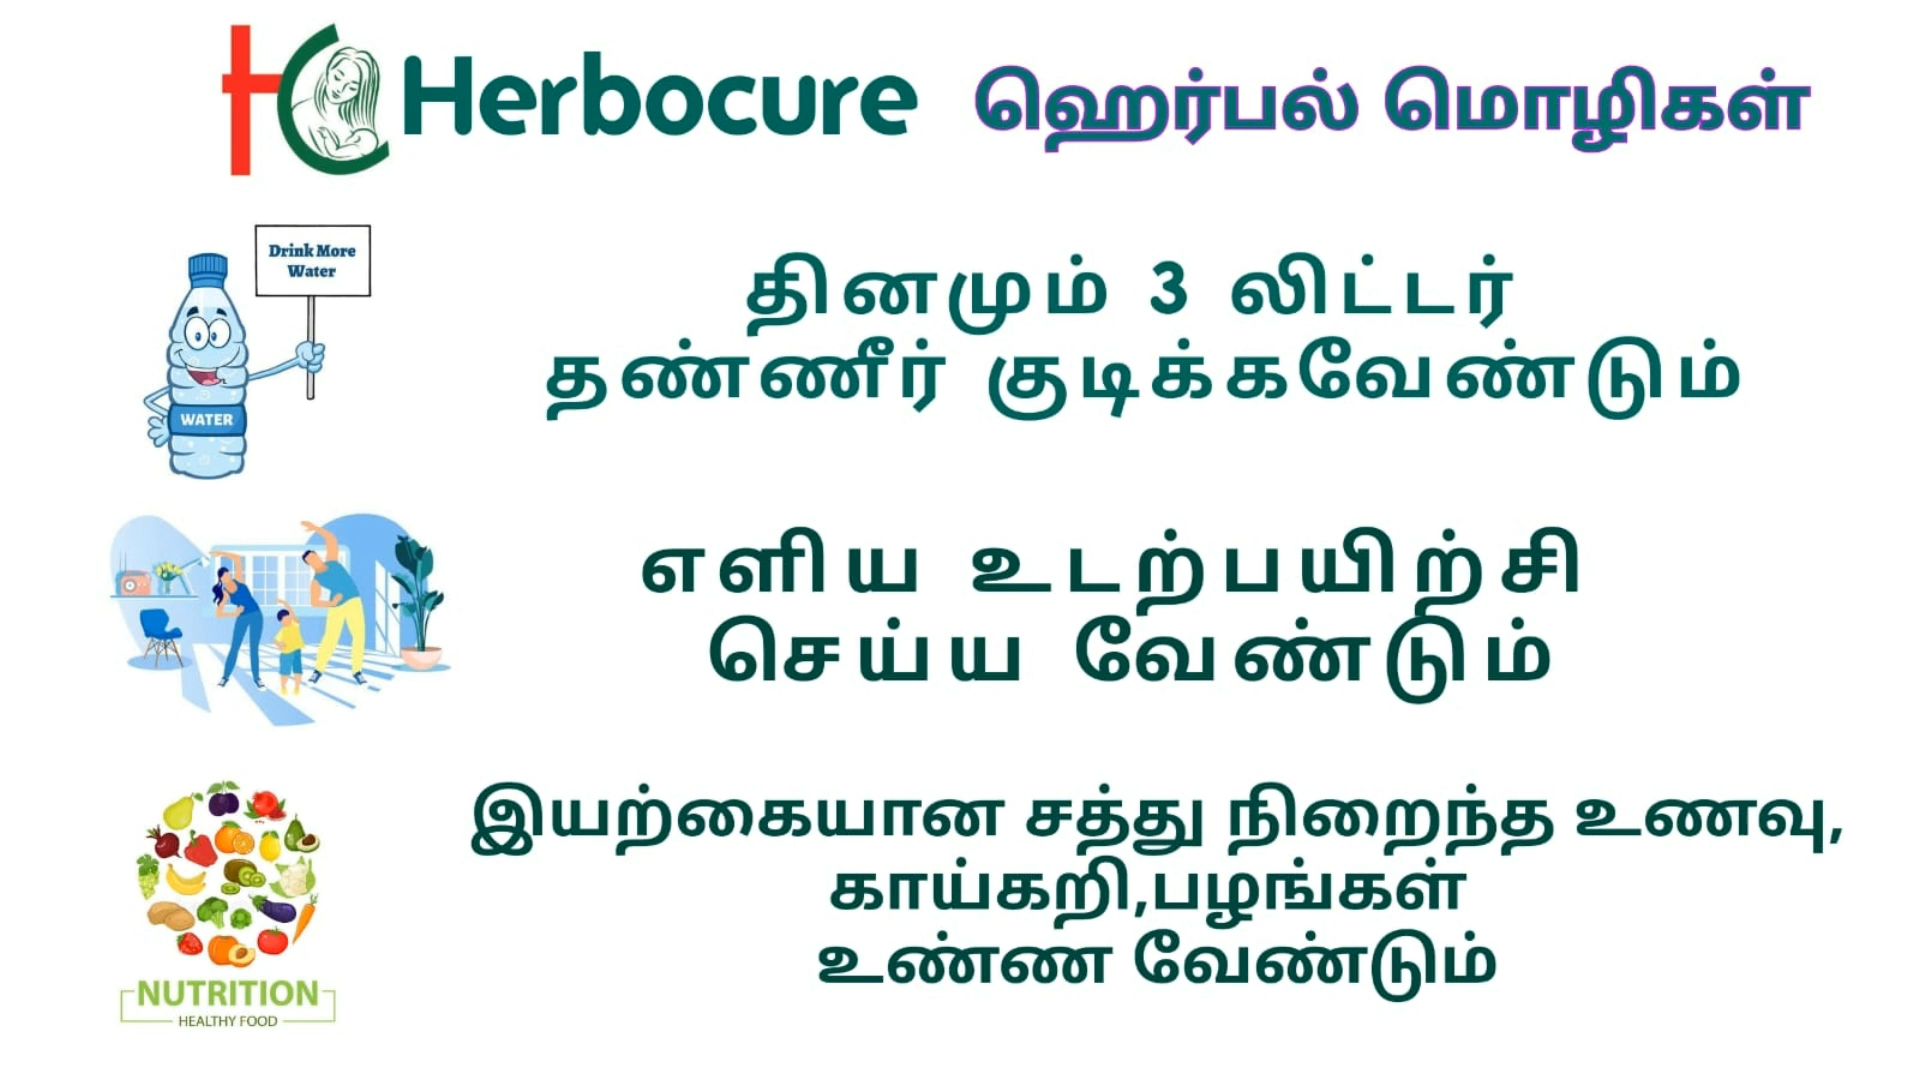 Herbocure ஹெர்பல் மொழிகள்
Drink More
Water
WATER
தினமும் 3 லிட்டர்
தண்ணீர் குடிக்கவேண்டும்
எளிய உடற்பயிற்சி
செய்ய வேண்டும்
இயற்கையான சத்து நிறைந்த உணவு,
காய்கறி,பழங்கள்
உண்ண வேண்டும்
NUTRITION
HEALTHY FOOD